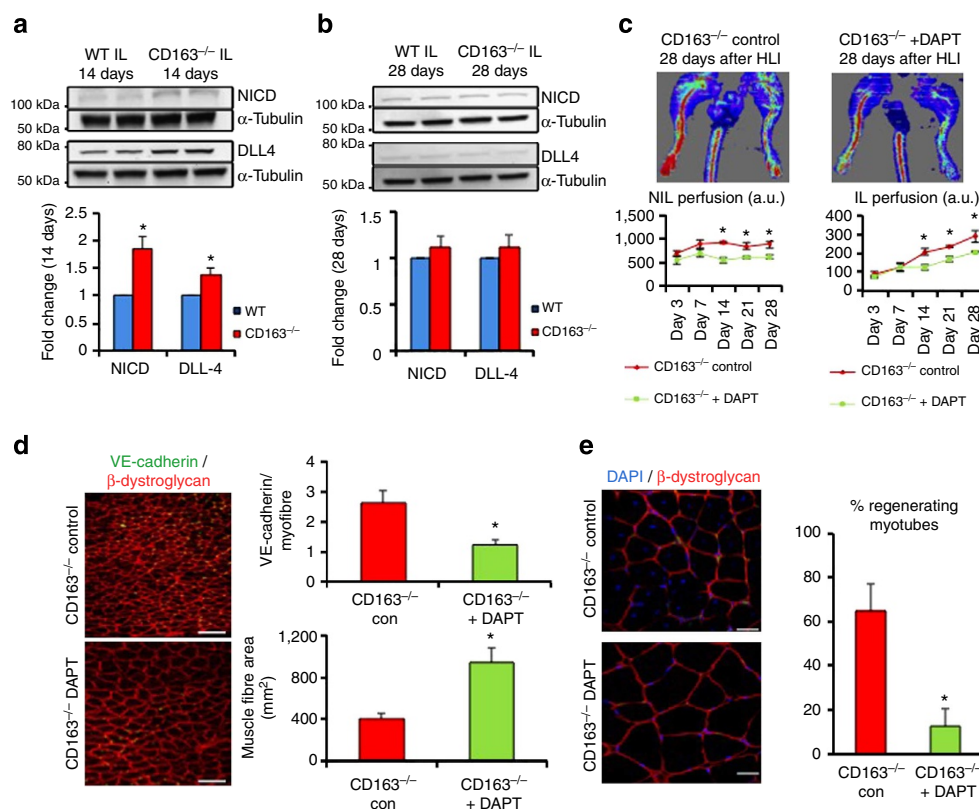 a
WT IL
14 days
CD163–/– IL
14 days
100 kDa
50 kDa
80 kDa
50 kDa
NICD
α-Tubulin
DLL4
α-Tubulin
Fold change (14 days)
2.5
2
1.5
1
0.5
0
*
*
NICD
DLL-4
WT
CD163–/–
b
WT IL
28 days
CD163–/– IL
28 days
100 kDa
50 kDa
80 kDa
50 kDa
NICD
α-Tubulin
DLL4
α-Tubulin
Fold change (28 days)
1.5
1
0.5
0
NICD
DLL-4
WT
CD163–/–
c
CD163–/– control
28 days after HLI
CD163–/– +DAPT
28 days after HLI
NIL perfusion (a.u.)
1,500
1,000
500
0
* * *
Day 3
Day 7
Day 14
Day 21
Day 28
CD163–/– control
CD163–/– + DAPT
IL perfusion (a.u.)
400
300
200
100
0
* * *
Day 3
Day 7
Day 14
Day 21
Day 28
CD163–/– control
CD163–/– + DAPT
d
VE-cadherin /
β-dystroglycan
CD163–/– control
CD163–/– DAPT
VE-cadherin/
myofibre
4
3
2
1
0
*
CD163–/–
con
CD163–/–
+ DAPT
Muscle fibre area
(mm2)
1,200
800
400
0
*
CD163–/–
con
CD163–/–
+ DAPT
e
DAPI / β-dystroglycan
CD163–/– control
CD163–/– DAPT
% regenerating
myotubes
100
80
60
40
20
0
*
CD163–/–
con
CD163–/–
+ DAPT